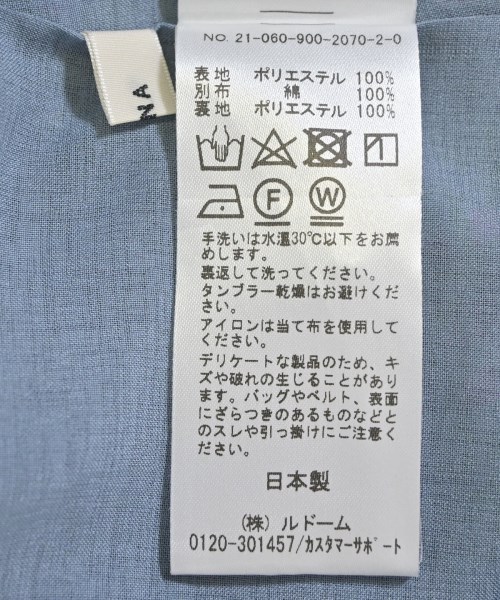 NO. 21-060-900-2070-2-0
表地 ポリエステル 100%
別布 綿 100%
裏地 ポリエステル 100%
F W
手洗いは水温30℃以下をお薦
めします。
裏返して洗ってください。
タンブラー乾燥はお避けくだ
さい。
アイロンは当て布を使用して
ください。
デリケートな製品のため、キ
ズや破れの生じることがあり
ます。バッグやベルト、表面
にざらつきのあるものなどと
のスレや引っ掛けにご注意く
ださい。
日本製
(株) ルドーム
0120-301457/カスタマーサポート
NA